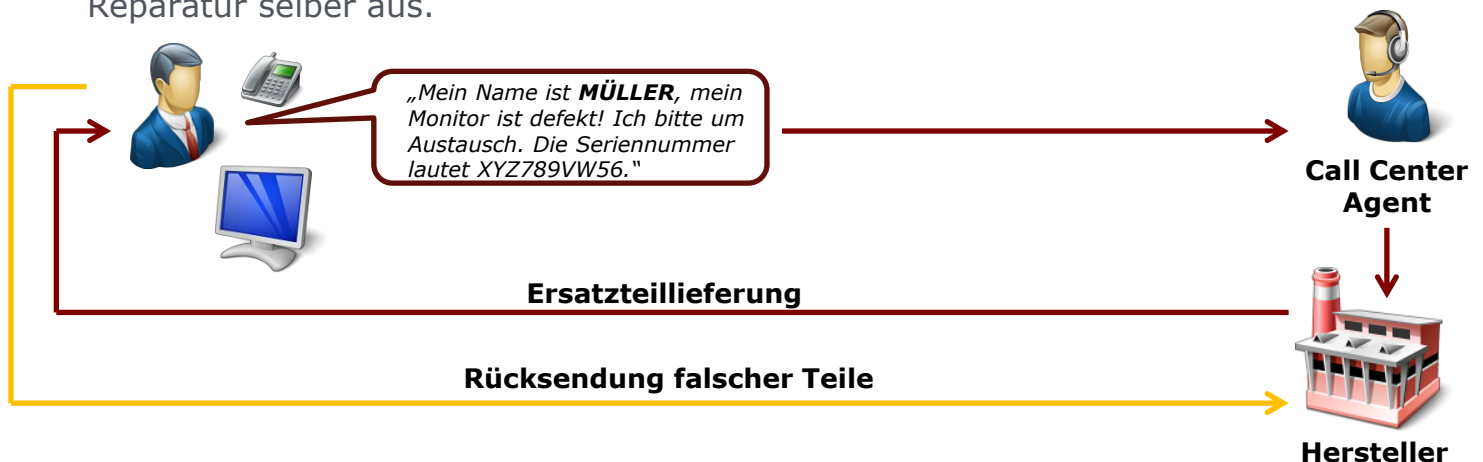 Reparatur selber aus.
„Mein Name ist MÜLLER, mein
Monitor ist defekt! Ich bitte um
Austausch. Die Seriennummer
lautet XYZ789VW56.“
Call Center
Agent
Ersatzteillieferung
Rücksendung falscher Teile
Hersteller